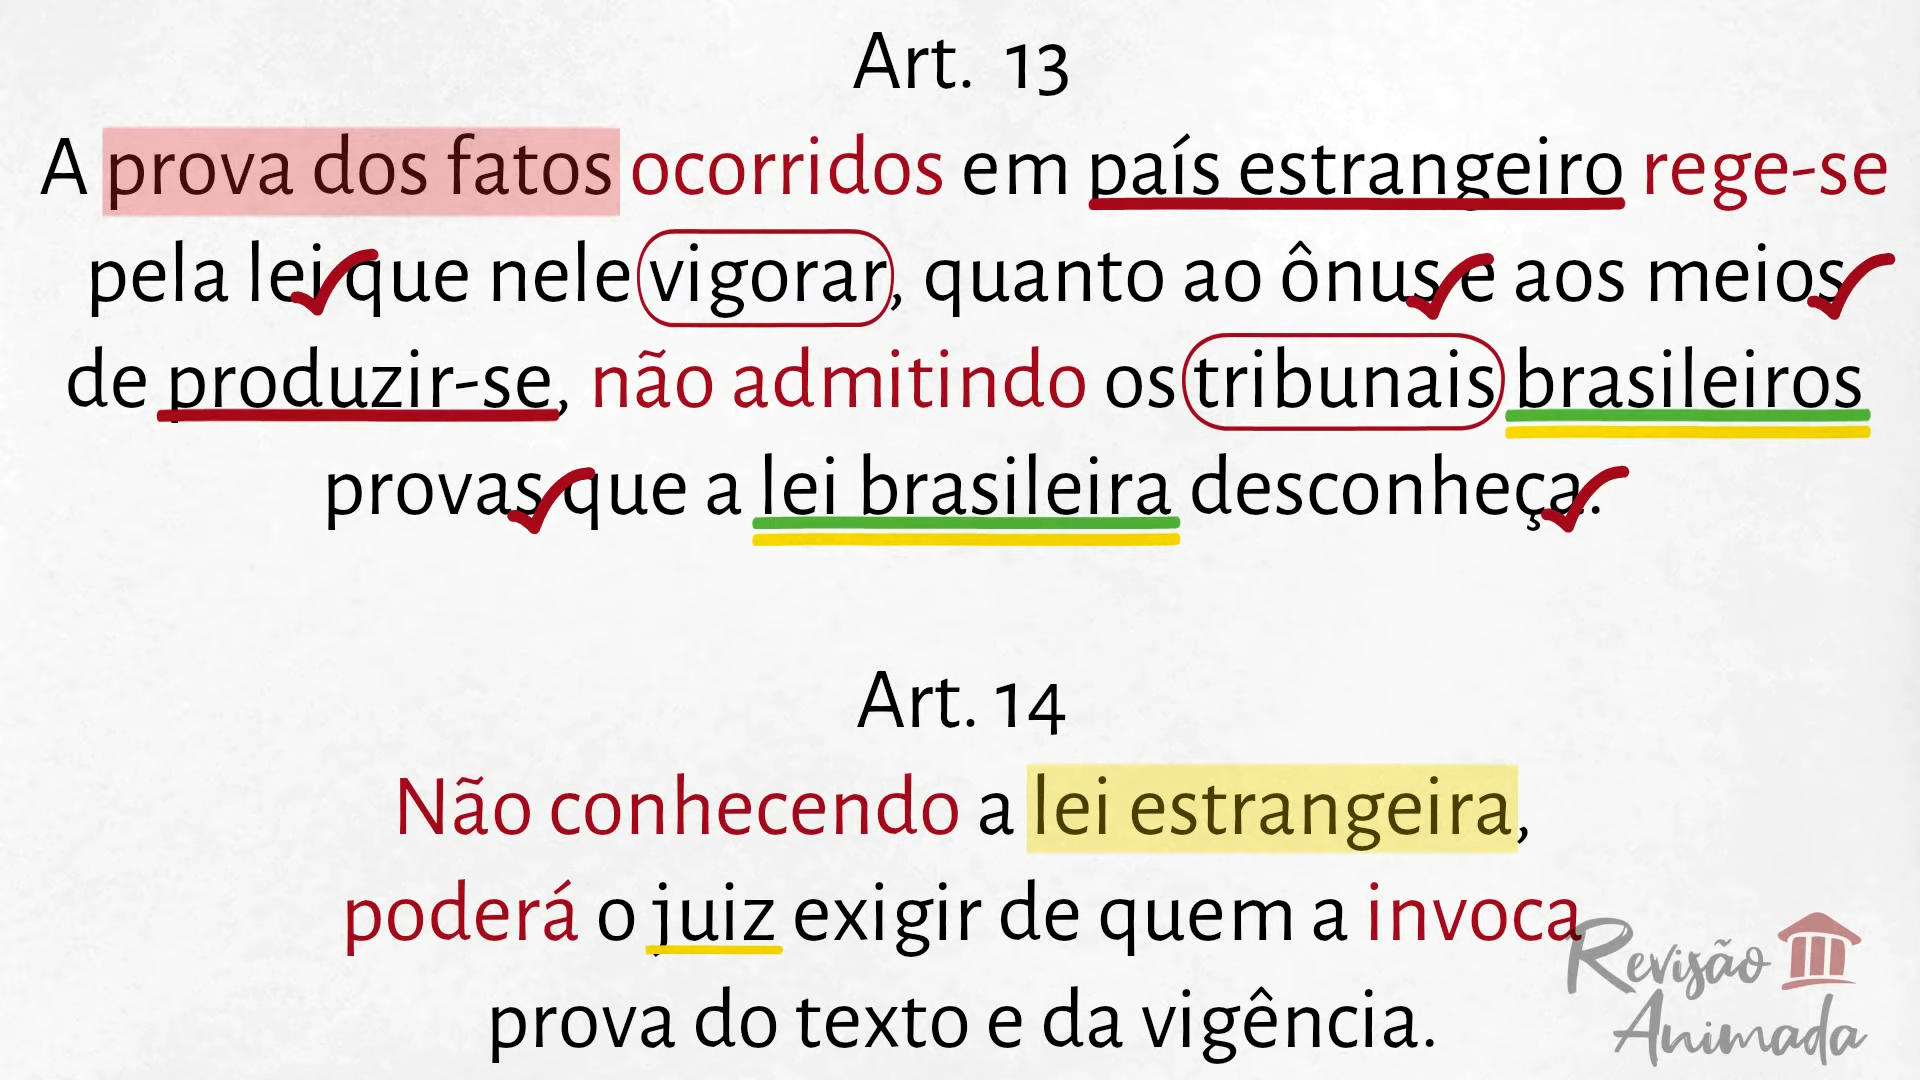 Art. 13
A prova dos fatos ocorridos em país estrangeiro rege-se
pela lei que nele vigorar, quanto ao ônus e aos meios
de produzir-se, não admitindo os tribunais brasileiros
provas que a lei brasileira desconheça.
Art. 14
Não conhecendo a lei estrangeira,
poderá o juiz exigir de quem a invoca
prova do texto e da vigência.
Revisão
Animada